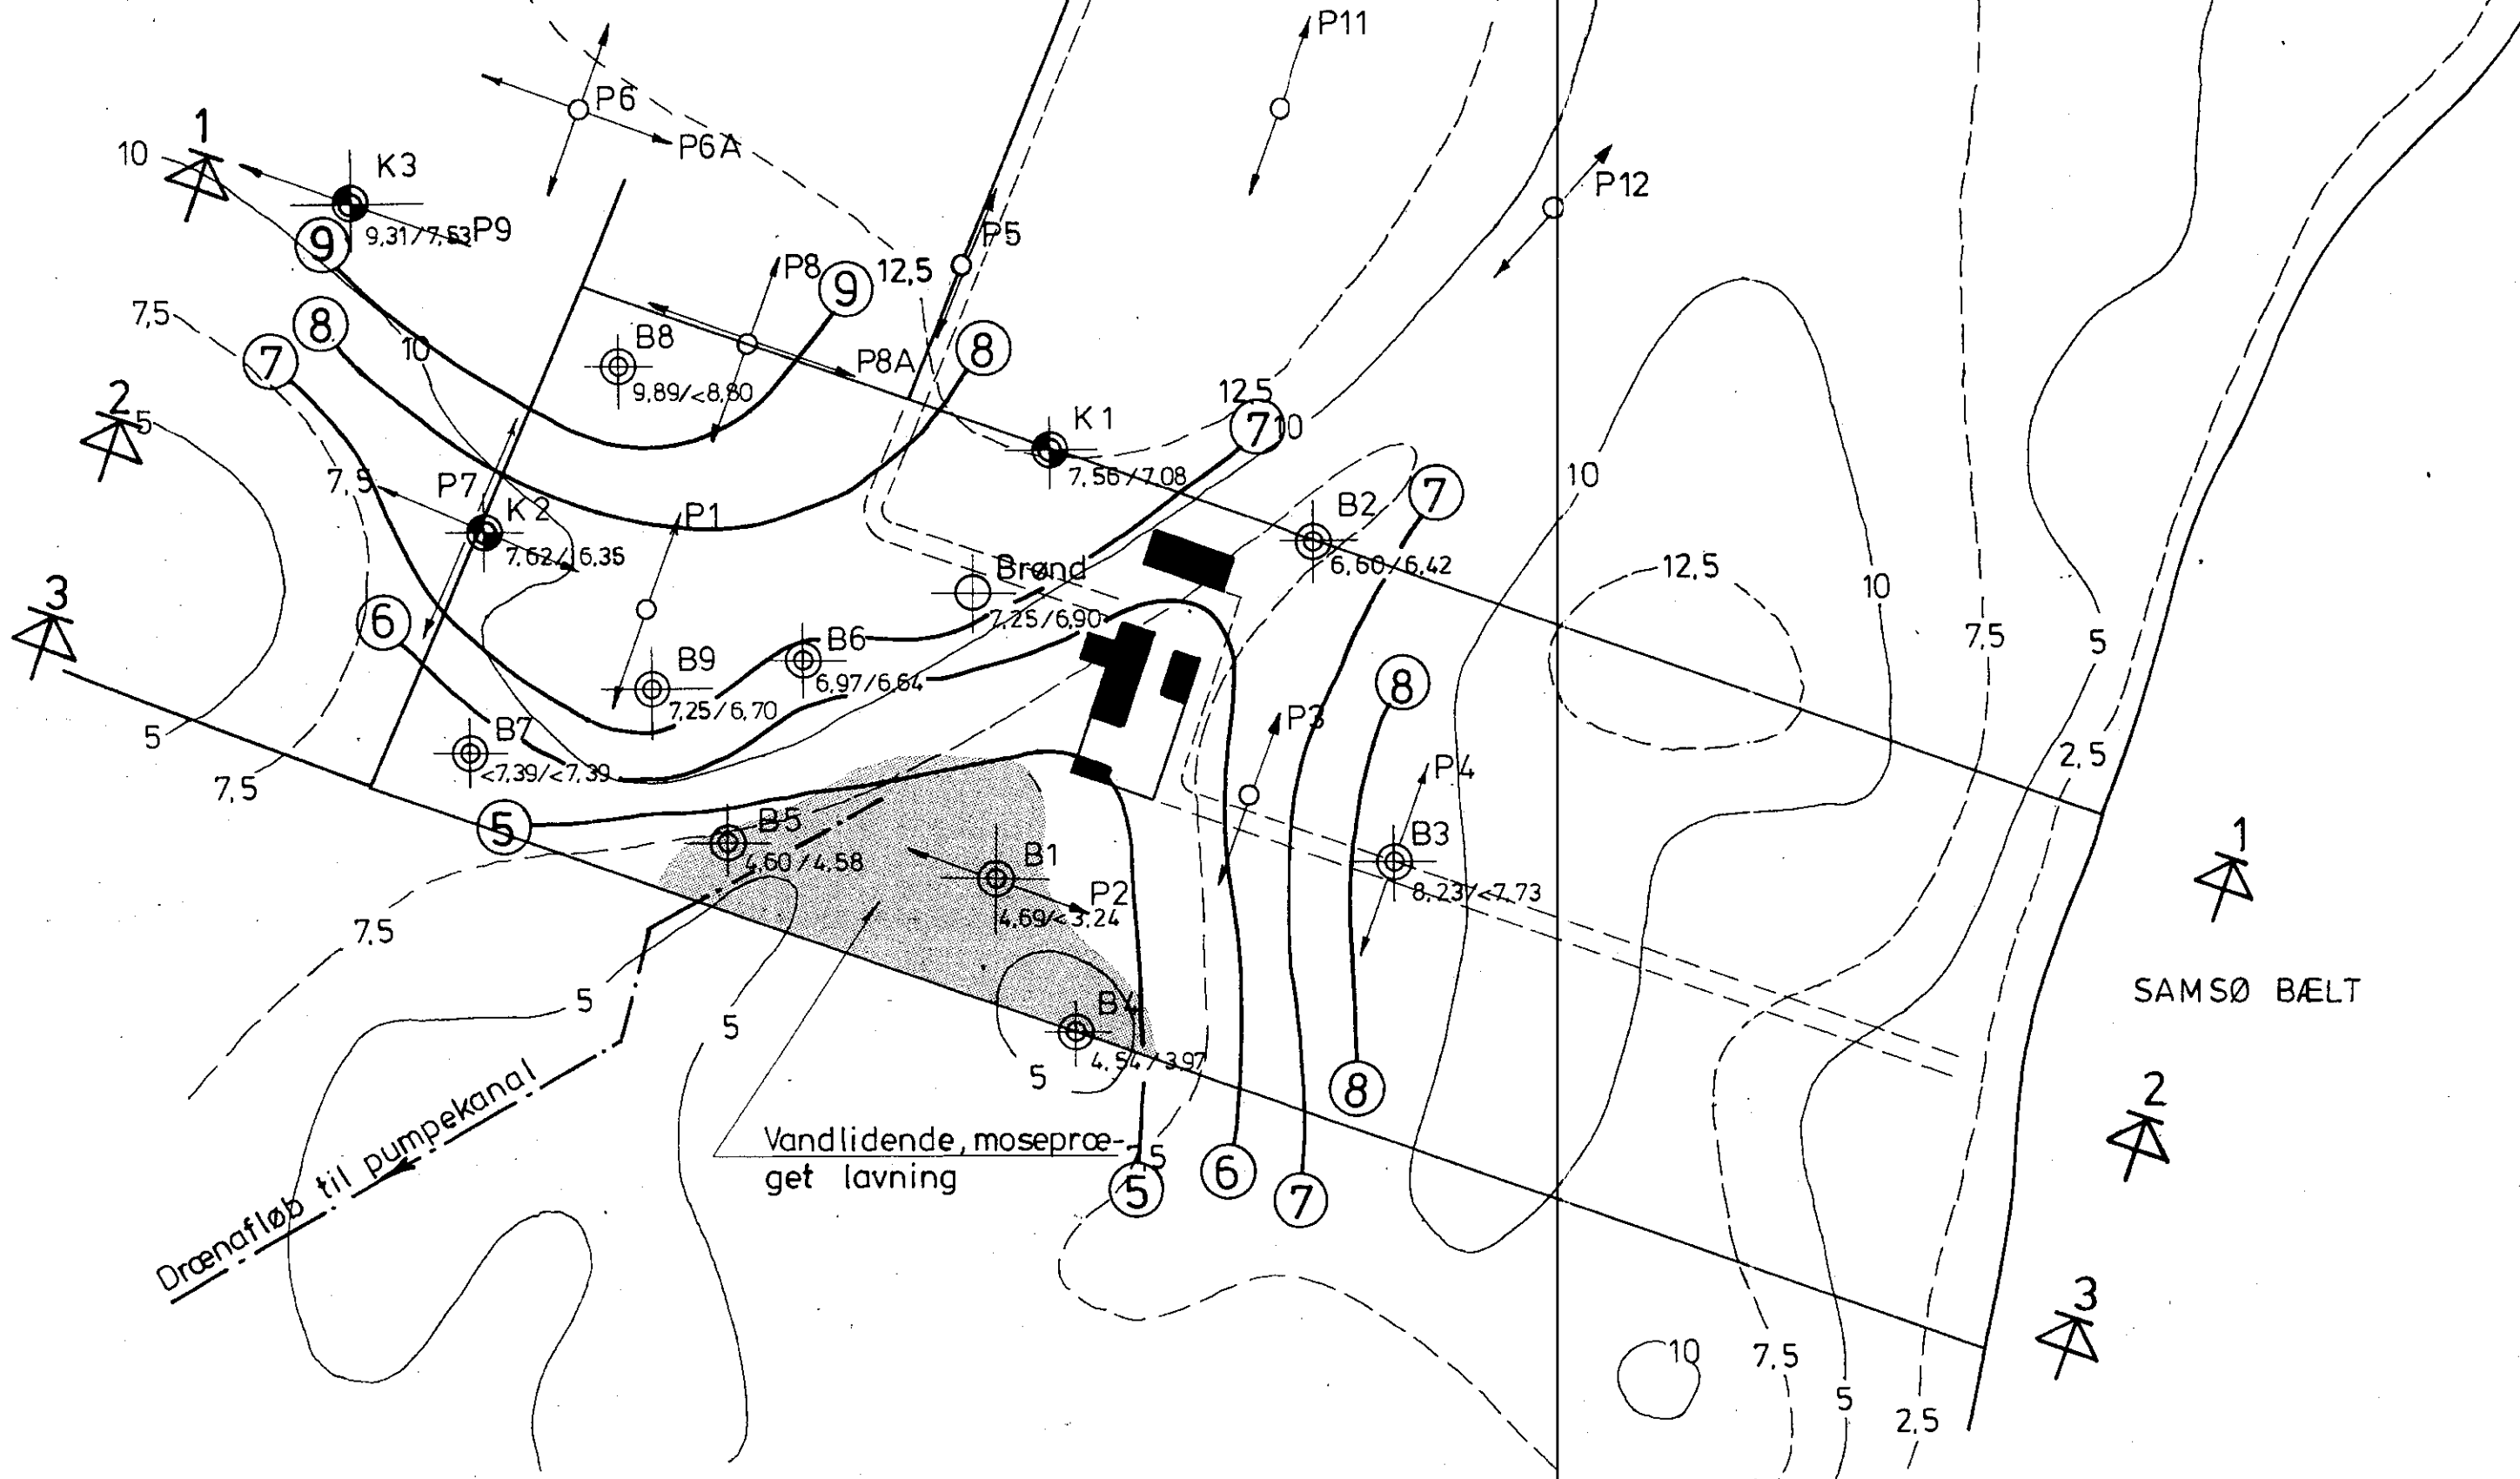 P11
P6
1
P6A
10
K3
P12
9,31/7,53
P9
P5
9
P8
9
12,5
7,5
8
B8
10
P8A
8
7
9,89/<8,80
12,5
2
5
K1
7
10
7,5
P7
7,56/7,08
10
7
K2
P1
B2
7,62/6,35
Brønd
6,60/6,42
12,5
10
3
6
7,25/6,90
7,5
5
B9
B6
6,97/6,64
8
5
B7
7,25/6,70
P3
2,5
<7,39/<7,39
P4
7,5
5
B5
B3
1
4,60/4,58
B1
P2
8,23/<7,73
4,69/<3,24
7,5
SAMSØ BÆLT
5
5
B4
4,54/3,97
5
8
2
Drænafløb til pumpekanal
Vandlidende, mosepræ-
get lavning
7,5
5
6
7
3
10
7,5
5
2,5